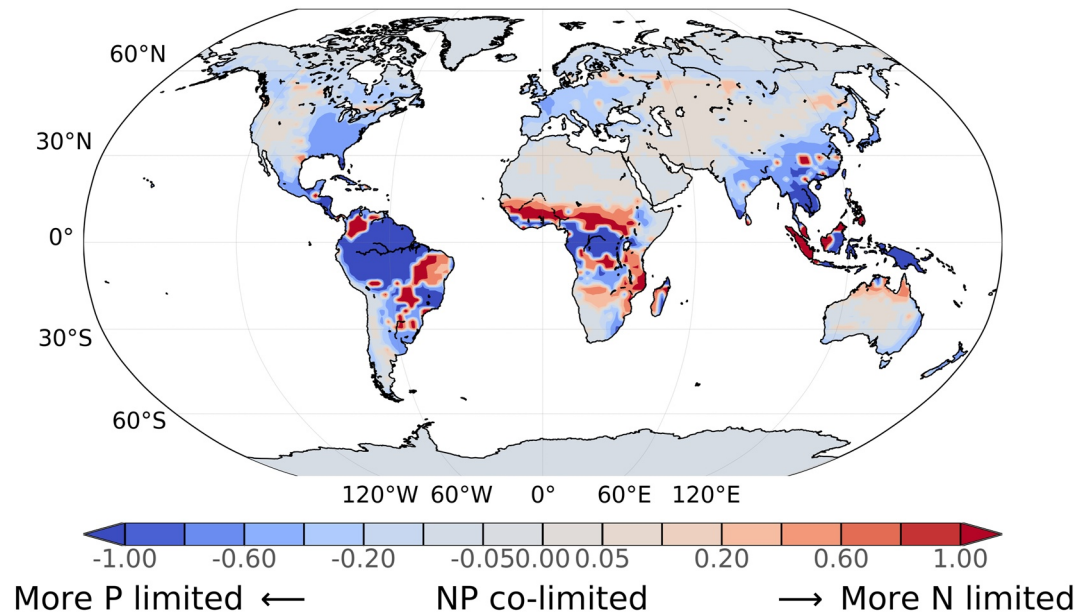 60°N
30°N
0°
30°S
60°S
120°W 60°W 0° 60°E 120°E
-1.00 -0.60 -0.20 -0.05 0.00 0.05 0.20 0.60 1.00
More P limited ← NP co-limited → More N limited